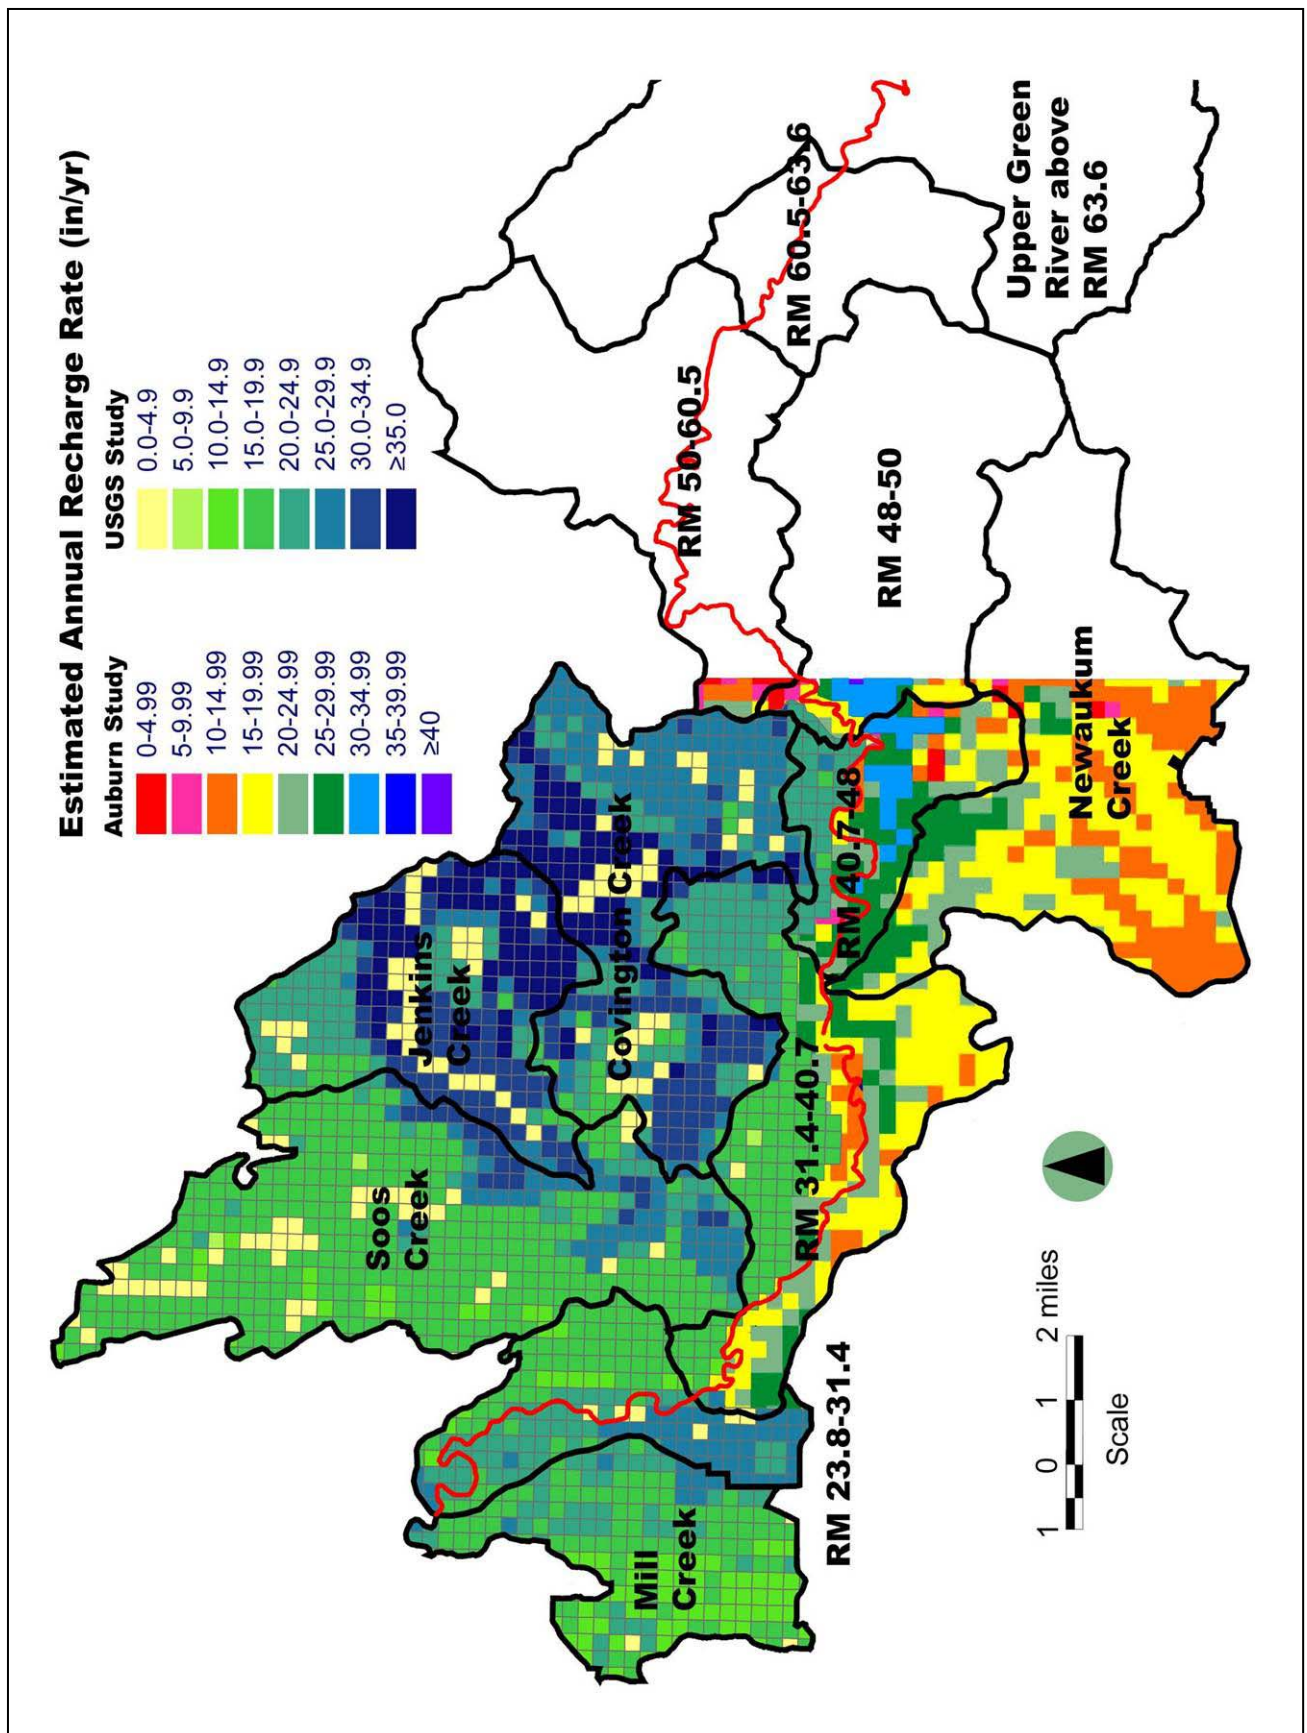 Estimated Annual Recharge Rate (in/yr)
Auburn Study
0-4.99
5-9.99
10-14.99
15-19.99
20-24.99
25-29.99
30-34.99
35-39.99
≥40
USGS Study
0.0-4.9
5.0-9.9
10.0-14.9
15.0-19.9
20.0-24.9
25.0-29.9
30.0-34.9
≥35.0
Soos
Creek
Jenkins
Creek
Covington Creek
Mill
Creek
RM 50-60.5
RM 60.5-63.6
RM 48-50
Upper Green
River above
RM 63.6
RM 40.7-48
RM 31.4-40.7
RM 23.8-31.4
Newaukum
Creek
1 0 1 2 miles
Scale